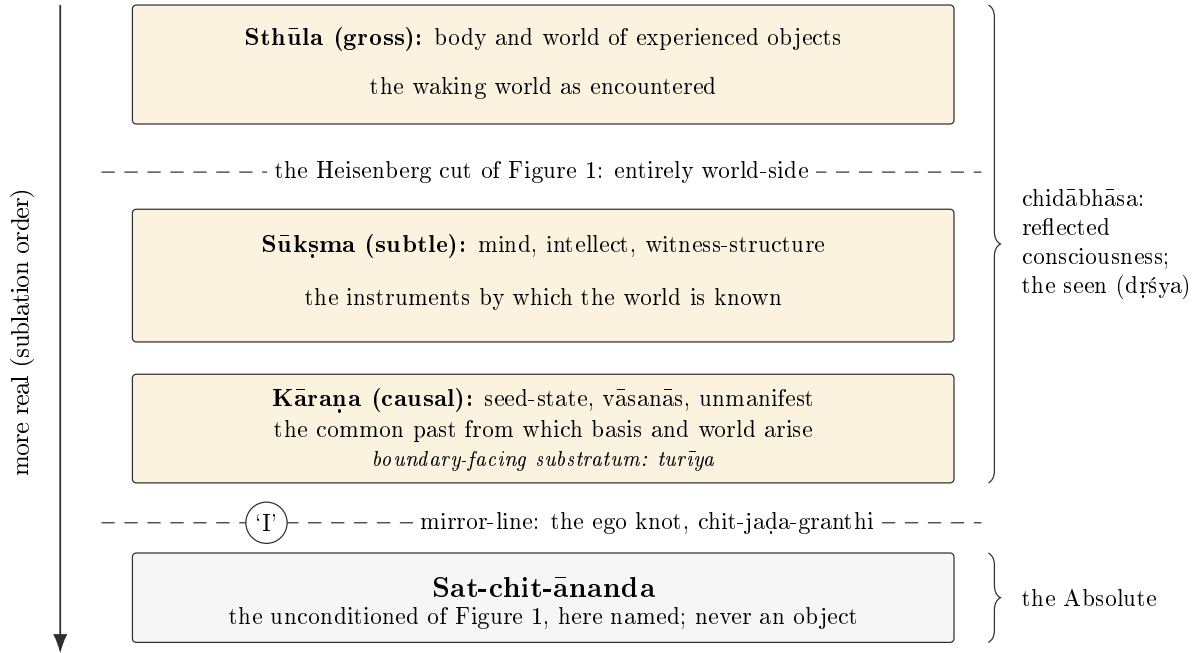 Sthūla (gross): body and world of experienced objects
the waking world as encountered
the Heisenberg cut of Figure 1: entirely world-side
Sūkṣma (subtle): mind, intellect, witness-structure
the instruments by which the world is known
Kāraṇa (causal): seed-state, vāsanās, unmanifest
the common past from which basis and world arise
boundary-facing substratum: turīya
‘I’
mirror-line: the ego knot, chit-jaḍa-granthi
Sat-chit-ānanda
the unconditioned of Figure 1, here named; never an object
more real (sublation order)
chidābhāsa:
reflected
consciousness;
the seen (dṛśya)
the Absolute